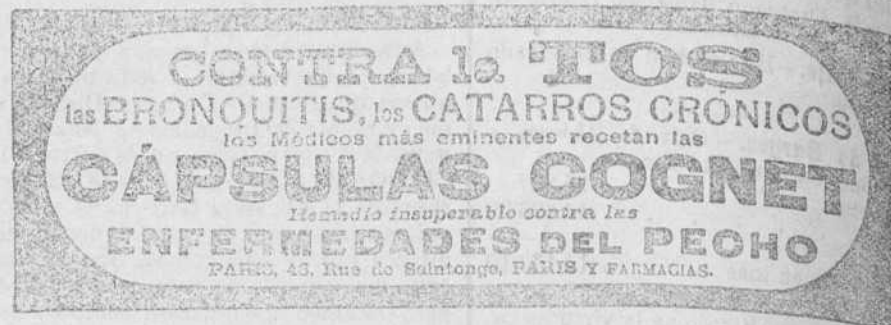 CONTRA la TOS
las BRONQUITIS, los CATARROS CRÓNICOS
los Médicos más eminentes recetan las
CÁPSULAS COGNET
Remedio insuperable contra las
ENFERMEDADES DEL PECHO
PARIS, 43, Rue de Saintonge, PARIS Y FARMACIAS.